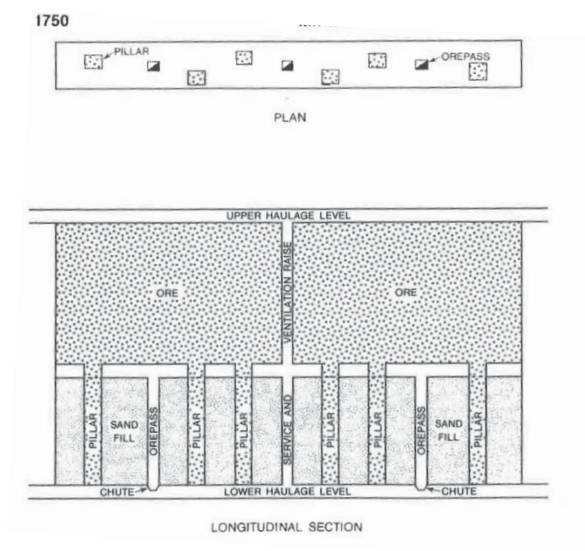 1750
PILLAR
OREPASS
PLAN
UPPER HAULAGE LEVEL
ORE
SERVICE AND VENTILATION RAISE
ORE
PILLAR
SAND
FILL
OREPASS
PILLAR
PILLAR
PILLAR
PILLAR
OREPASS
SAND
FILL
PILLAR
CHUTE
LOWER HAULAGE LEVEL
CHUTE
LONGITUDINAL SECTION